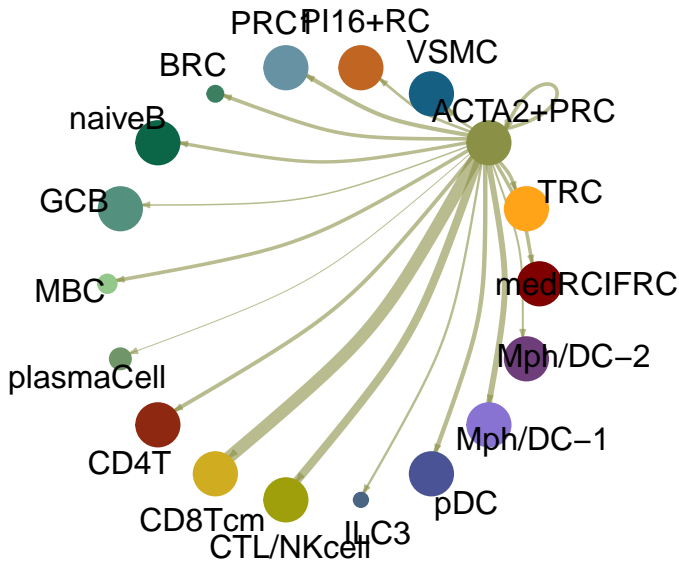 PRC1
PI16+RC
VSMC
BRC
ACTA2+PRC
naiveB
TRC
GCB
medRCIFRC
MBC
Mph/DC−2
plasmaCell
Mph/DC−1
CD4T
pDC
CD8Tcm
ILC3
CTL/NKcell